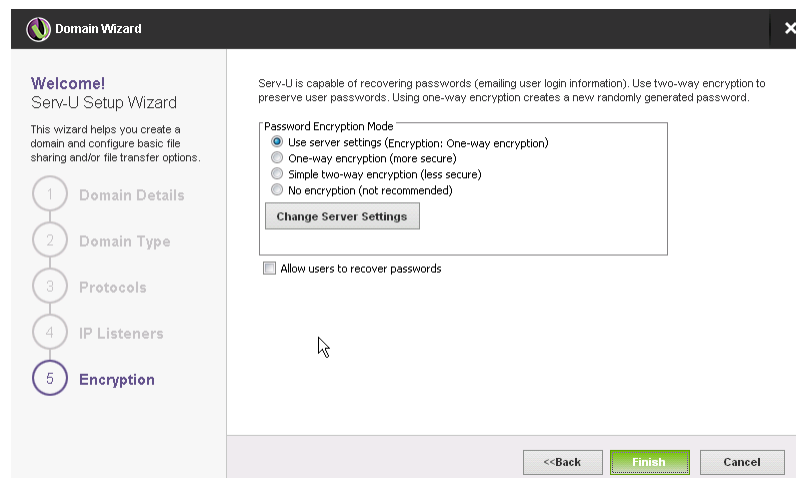 Domain Wizard
Welcome!
Serv-U Setup Wizard
This wizard helps you create a
domain and configure basic file
sharing and/or file transfer options.
1 Domain Details
2 Domain Type
3 Protocols
4 IP Listeners
5 Encryption
Serv-U is capable of recovering passwords (emailing user login information). Use two-way encryption to
preserve user passwords. Using one-way encryption creates a new randomly generated password.
Password Encryption Mode
Use server settings (Encryption: One-way encryption)
One-way encryption (more secure)
Simple two-way encryption (less secure)
No encryption (not recommended)
Change Server Settings
Allow users to recover passwords
<<Back Finish Cancel